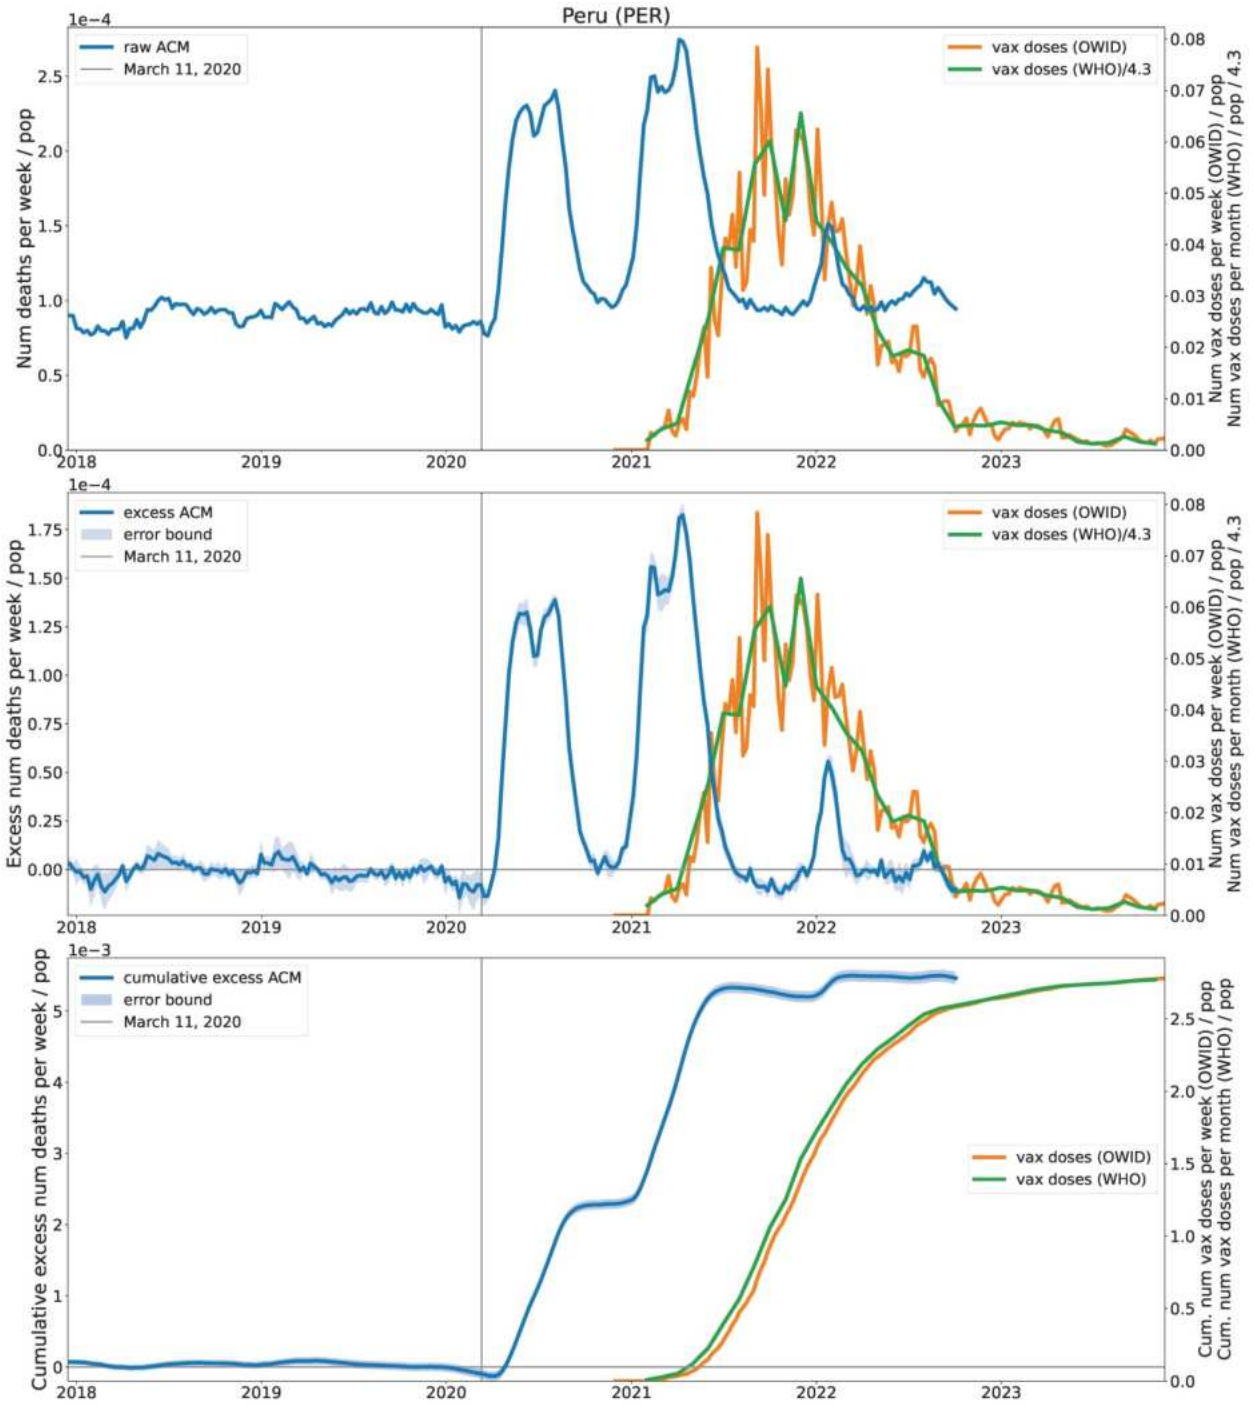 Peru (PER)
1e−4
raw ACM
March 11, 2020
vax doses (OWID)
vax doses (WHO)/4.3
Num deaths per week / pop
2.5
2.0
1.5
1.0
0.5
0.0
0.08
0.07
0.06
0.05
0.04
0.03
0.02
0.01
0.00
Num vax doses per week (OWID) / pop
Num vax doses per month (WHO) / pop / 4.3
2018 2019 2020 2021 2022 2023
1e−4
excess ACM
error bound
March 11, 2020
vax doses (OWID)
vax doses (WHO)/4.3
Excess num deaths per week / pop
1.75
1.50
1.25
1.00
0.75
0.50
0.25
0.00
0.08
0.07
0.06
0.05
0.04
0.03
0.02
0.01
0.00
Num vax doses per week (OWID) / pop
Num vax doses per month (WHO) / pop / 4.3
2018 2019 2020 2021 2022 2023
1e−3
cumulative excess ACM
error bound
March 11, 2020
vax doses (OWID)
vax doses (WHO)
Cumulative excess num deaths per week / pop
5
4
3
2
1
0
2.5
2.0
1.5
1.0
0.5
0.0
Cum. num vax doses per week (OWID) / pop
Cum. num vax doses per month (WHO) / pop
2018 2019 2020 2021 2022 2023